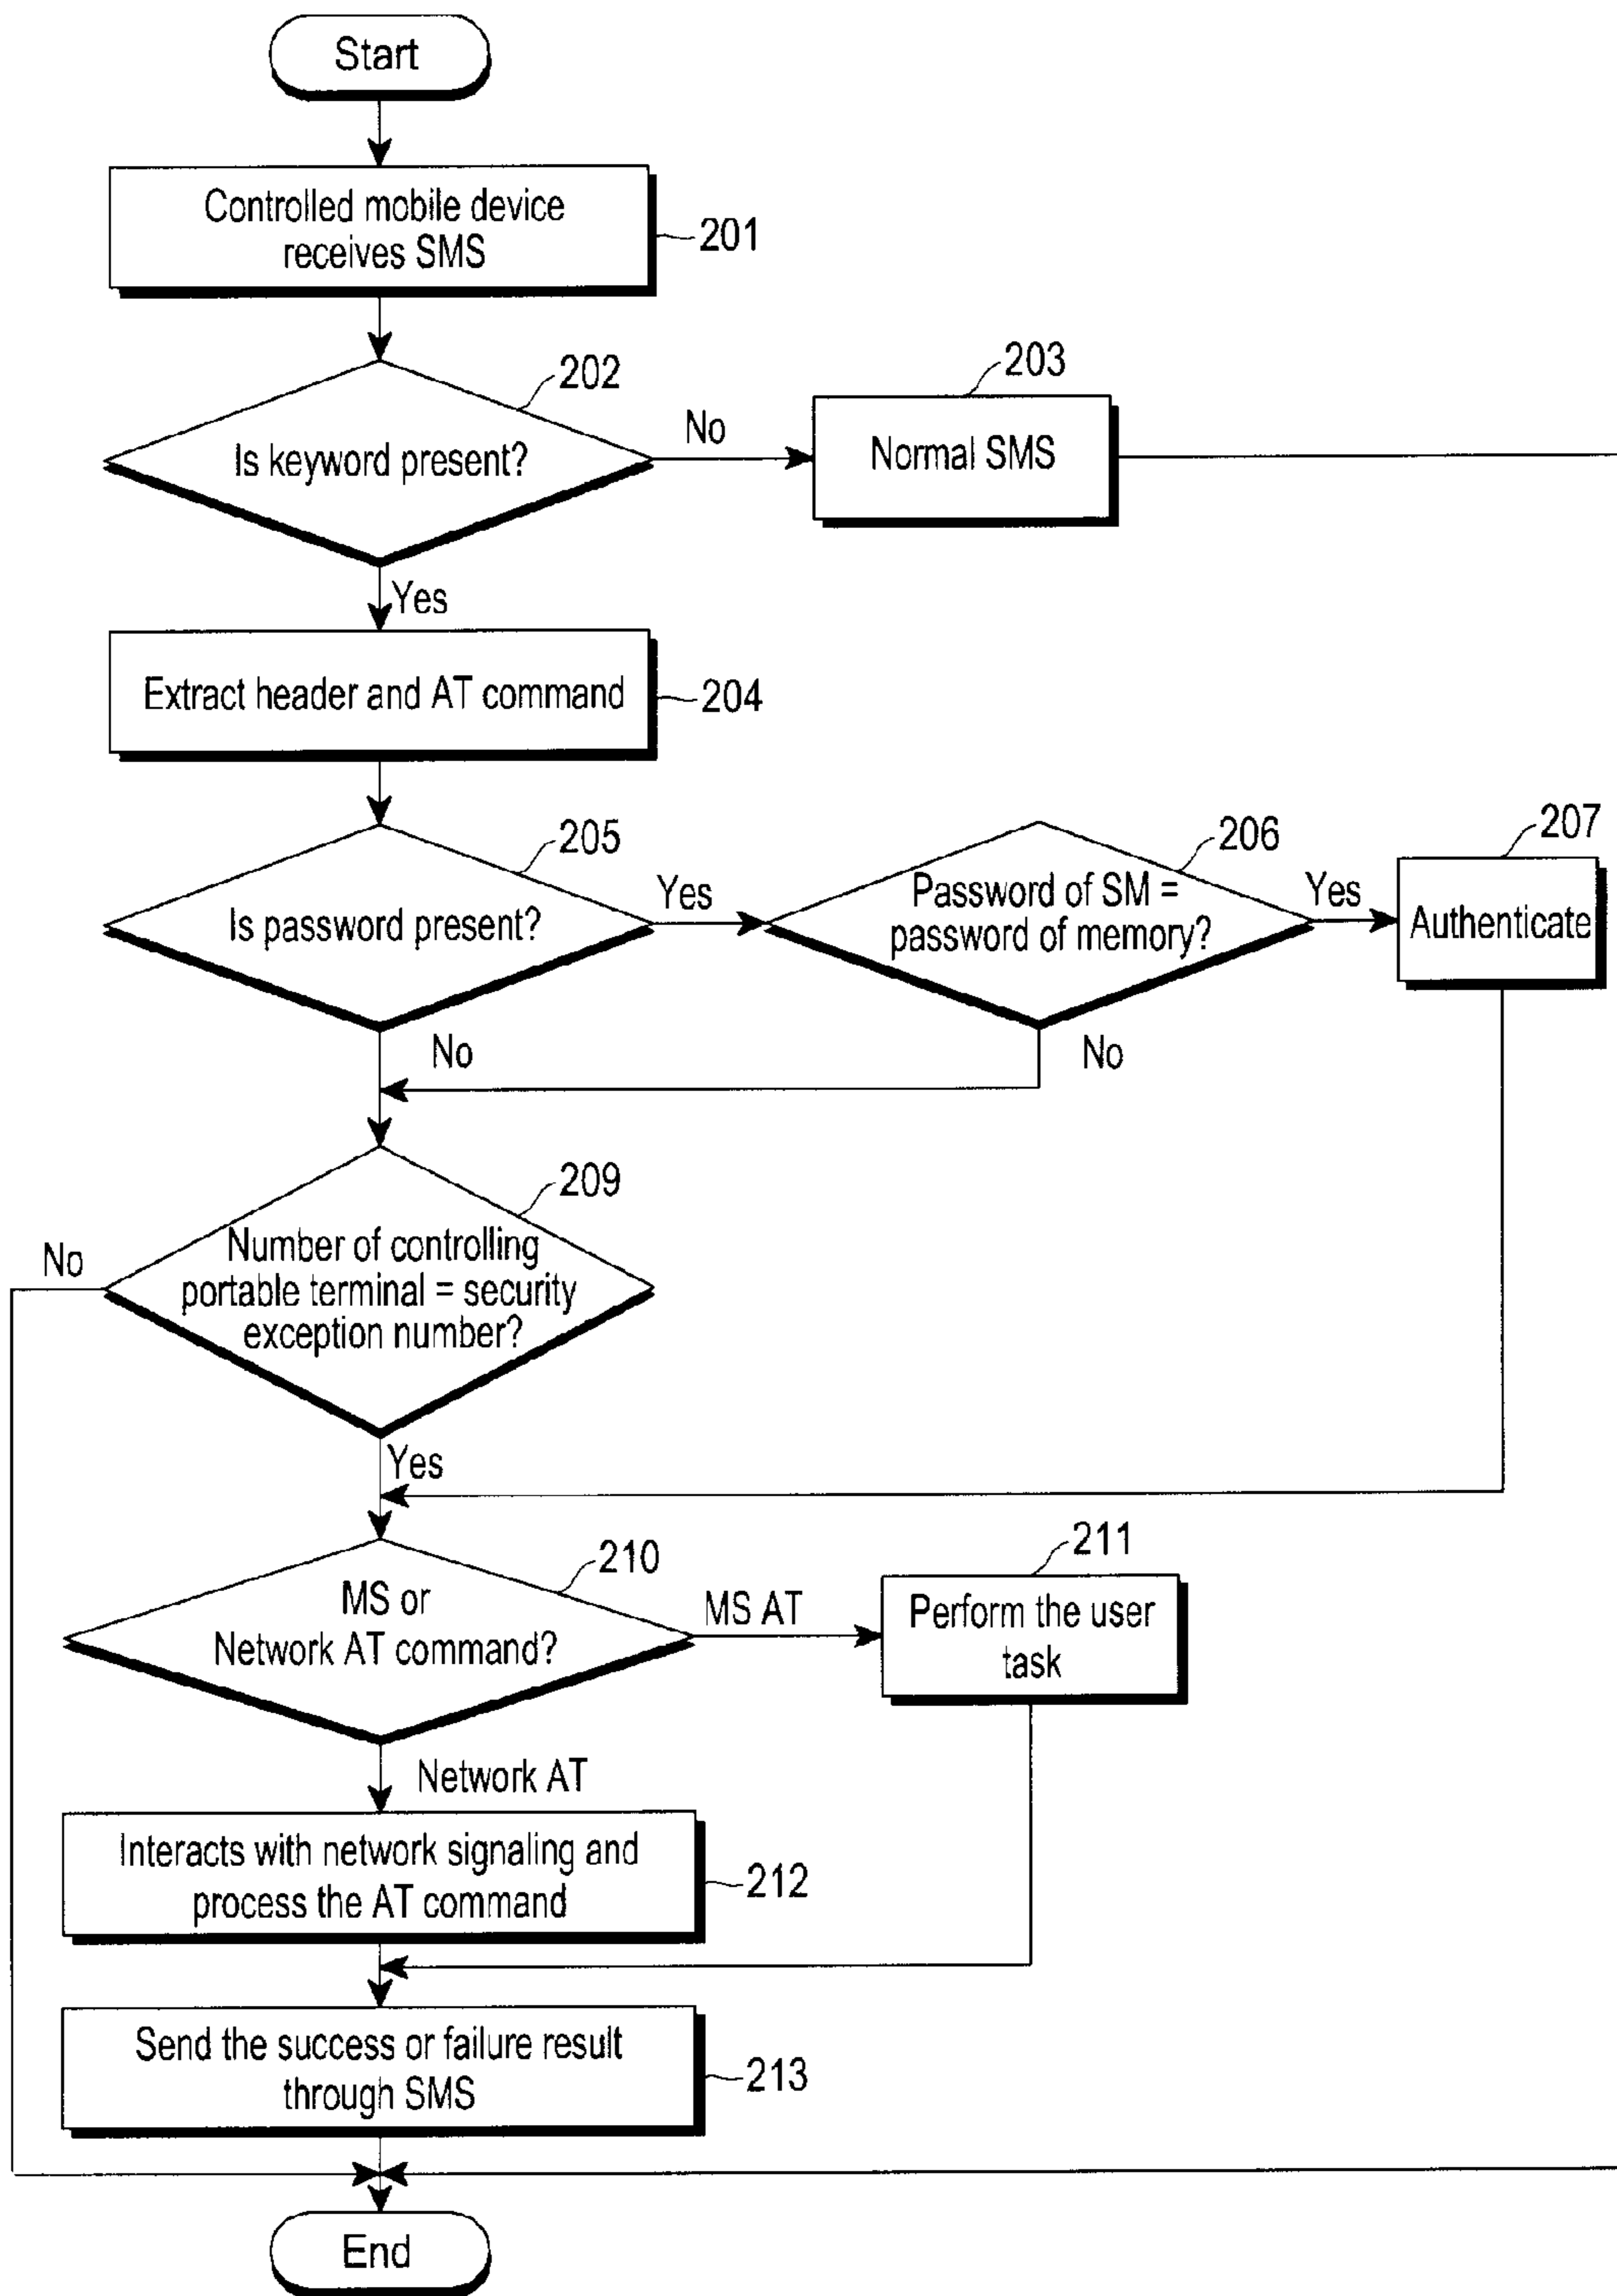 Start
Controlled mobile device
receives SMS
201
202
Is keyword present?
No
203
Normal SMS
Yes
Extract header and AT command
204
205
Is password present?
Yes
206
Password of SM =
password of memory?
Yes
207
Authenticate
No
No
209
Number of controlling
portable terminal = security
exception number?
No
Yes
210
MS or
Network AT command?
MS AT
211
Perform the user
task
Network AT
Interacts with network signaling and
process the AT command
212
Send the success or failure result
through SMS
213
End